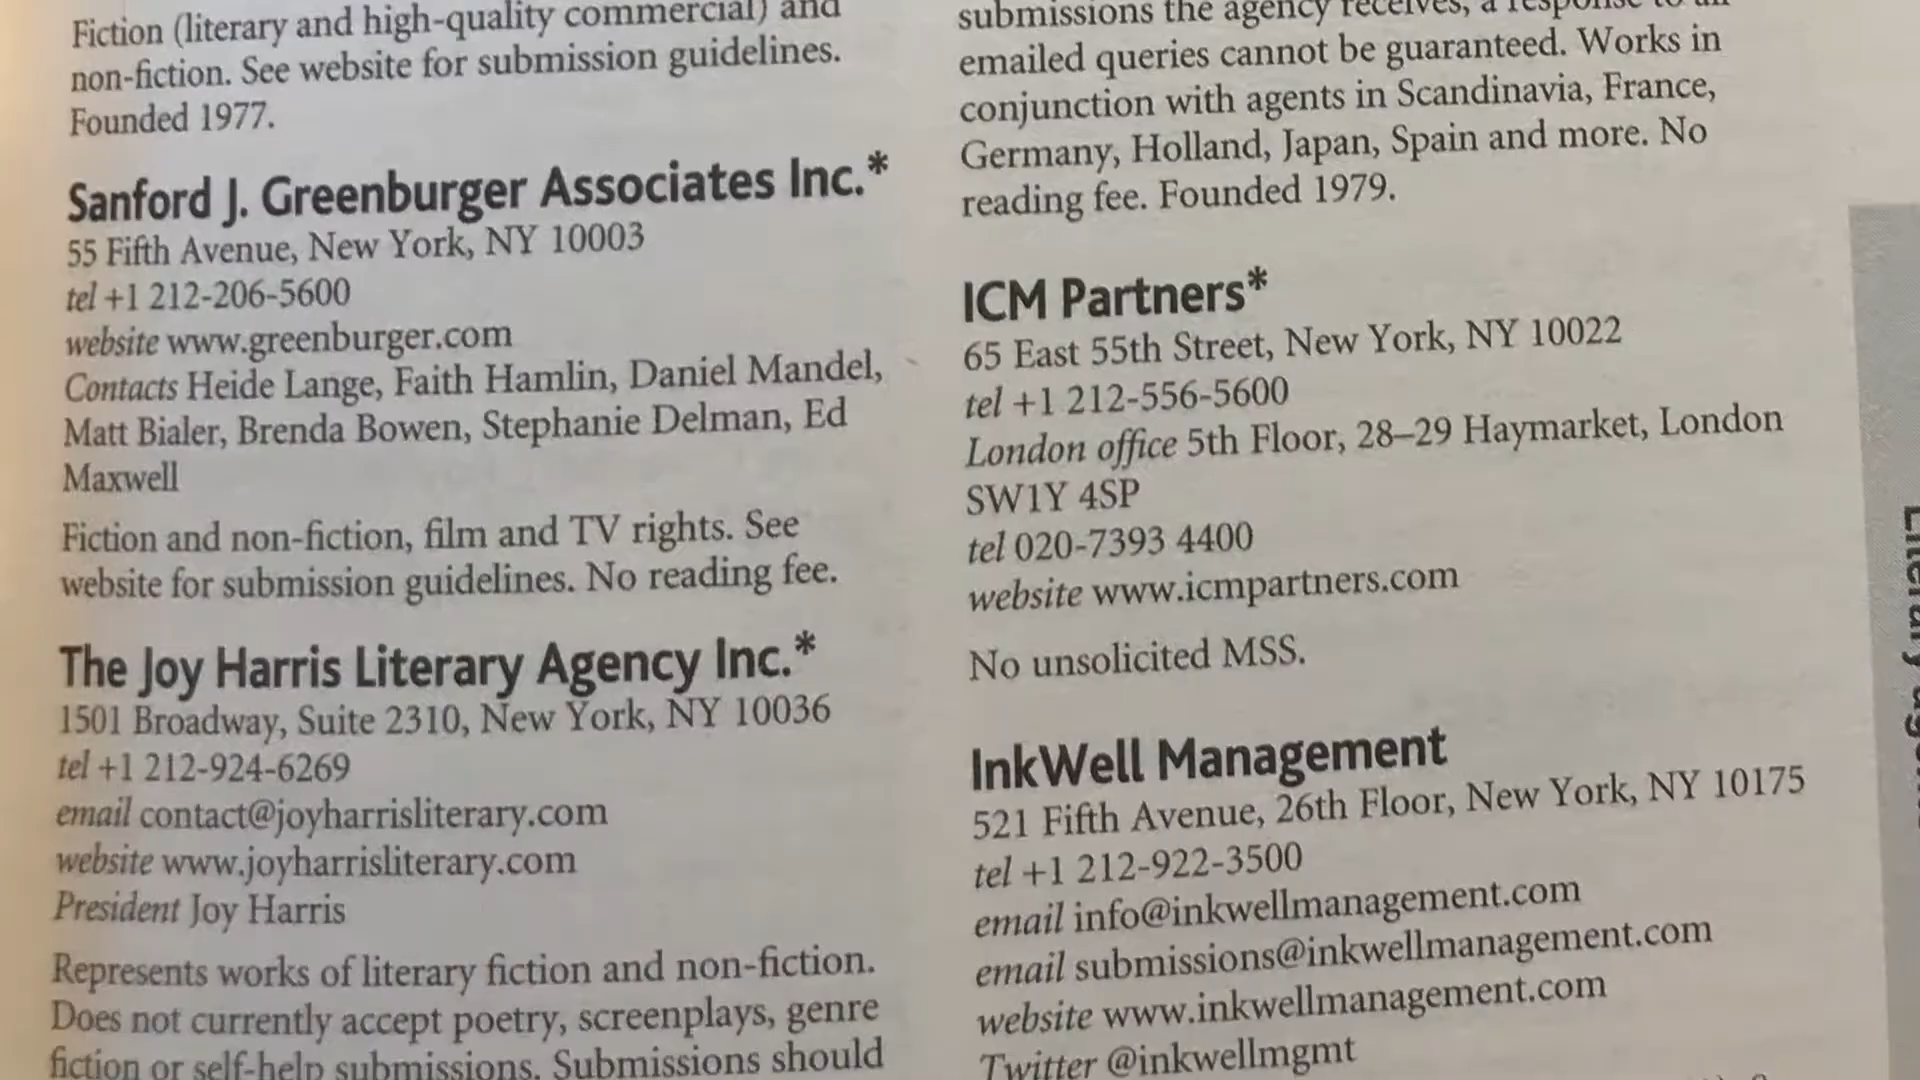 Fiction (literary and high-quality commercial) and
non-fiction. See website for submission guidelines.
Founded 1977.
Sanford J. Greenburger Associates Inc.*
55 Fifth Avenue, New York, NY 10003
tel +1 212-206-5600
website www.greenburger.com
Contacts Heide Lange, Faith Hamlin, Daniel Mandel,
Matt Bialer, Brenda Bowen, Stephanie Delman, Ed
Maxwell
Fiction and non-fiction, film and TV rights. See
website for submission guidelines. No reading fee.
The Joy Harris Literary Agency Inc.*
1501 Broadway, Suite 2310, New York, NY 10036
tel +1 212-924-6269
email contact@joyharrisliterary.com
website www.joyharrisliterary.com
President Joy Harris
Represents works of literary fiction and non-fiction.
Does not currently accept poetry, screenplays, genre
fiction or self-help submissions. Submissions should
submissions the agency receives, a response to all
emailed queries cannot be guaranteed. Works in
conjunction with agents in Scandinavia, France,
Germany, Holland, Japan, Spain and more. No
reading fee. Founded 1979.
ICM Partners*
65 East 55th Street, New York, NY 10022
tel +1 212-556-5600
London office 5th Floor, 28–29 Haymarket, London
SW1Y 4SP
tel 020-7393 4400
website www.icmpartners.com
No unsolicited MSS.
InkWell Management
521 Fifth Avenue, 26th Floor, New York, NY 10175
tel +1 212-922-3500
email info@inkwellmanagement.com
email submissions@inkwellmanagement.com
website www.inkwellmanagement.com
Twitter @inkwellmgmt
Literary